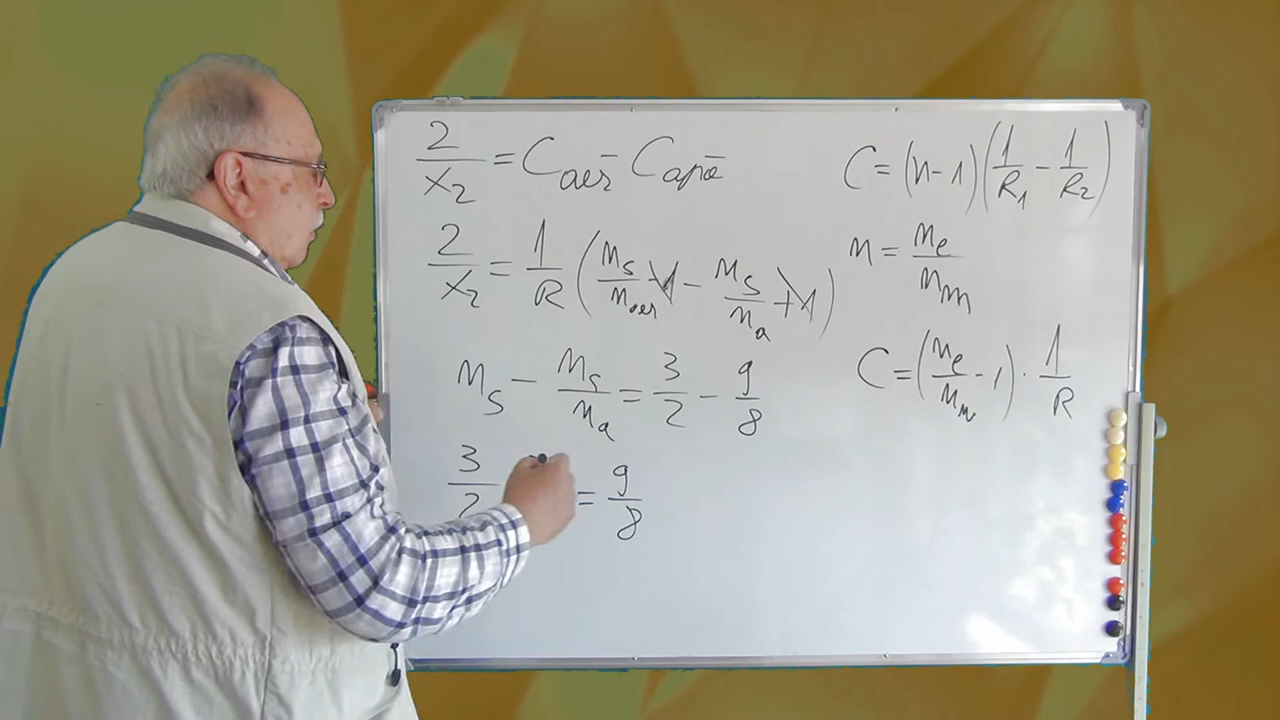 2/x₂ = C_aer - C_apă
2/x₂ = 1/R (n_s/n_aer - 1 - n_s/n_a + 1)
n_s - n_s/n_a = 3/2 - 9/8
3/2 = 9/8
C = (n - 1)(1/R₁ - 1/R₂)
n = n_e/n_m
C = (n_e/n_m - 1) · 1/R